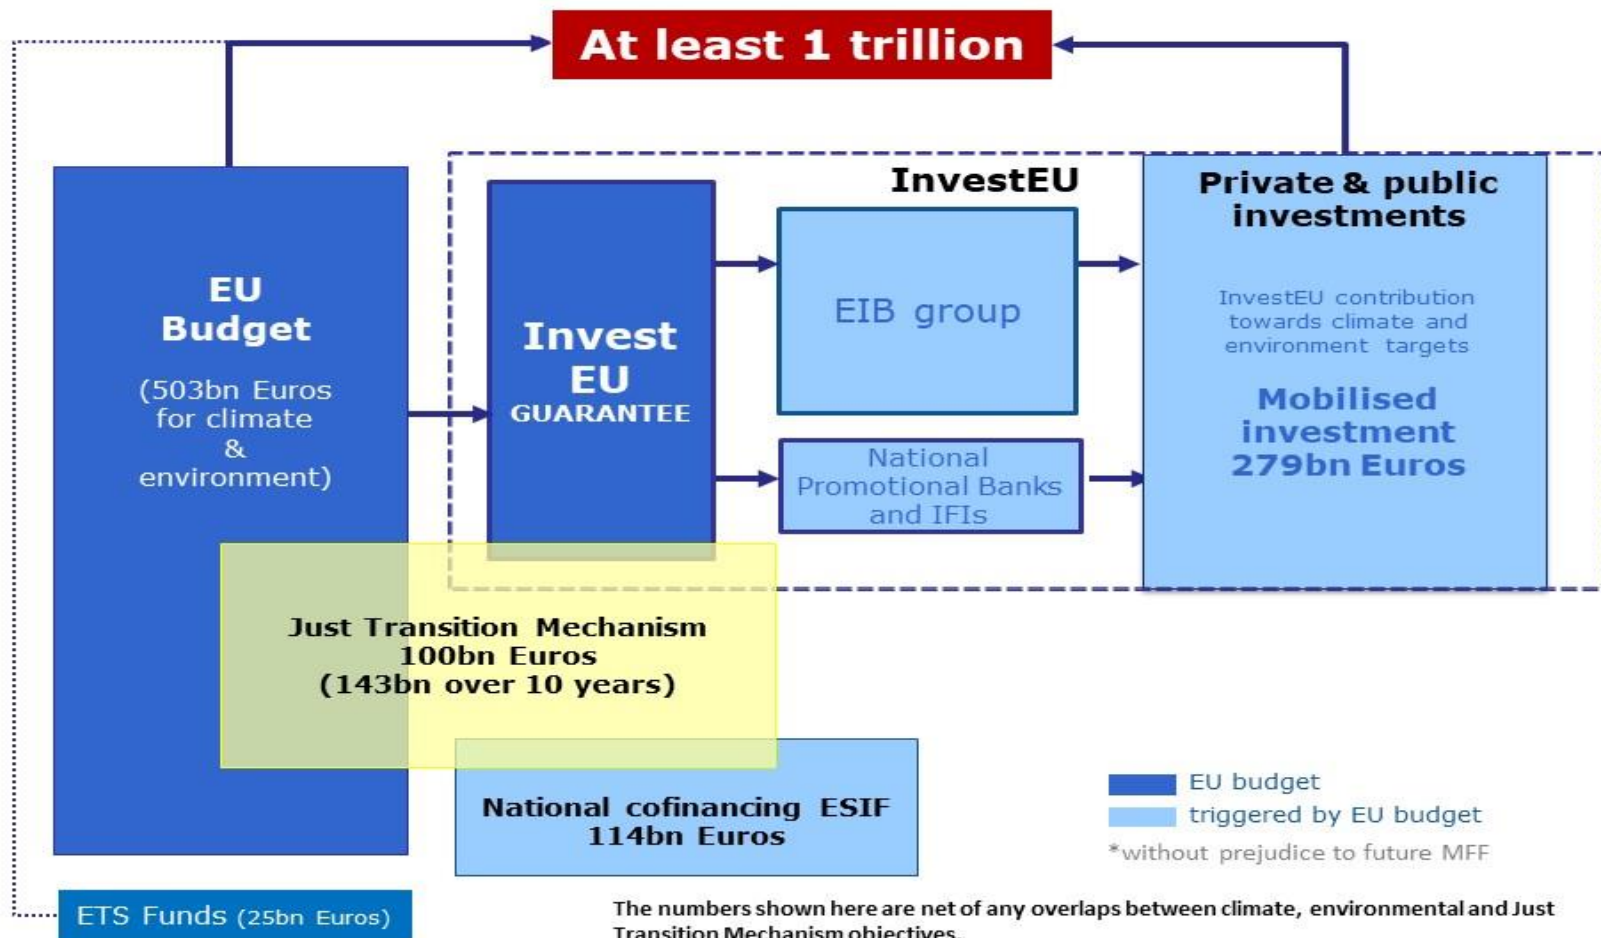 At least 1 trillion
EU
Budget
(503bn Euros
for climate
&
environment)
Invest
EU
GUARANTEE
InvestEU
EIB group
National
Promotional Banks
and IFIs
Private & public
investments
InvestEU contribution
towards climate and
environment targets
Mobilised
investment
279bn Euros
Just Transition Mechanism
100bn Euros
(143bn over 10 years)
National cofinancing ESIF
114bn Euros
EU budget
triggered by EU budget
*without prejudice to future MFF
ETS Funds (25bn Euros)
The numbers shown here are net of any overlaps between climate, environmental and Just
Transition Mechanism objectives.